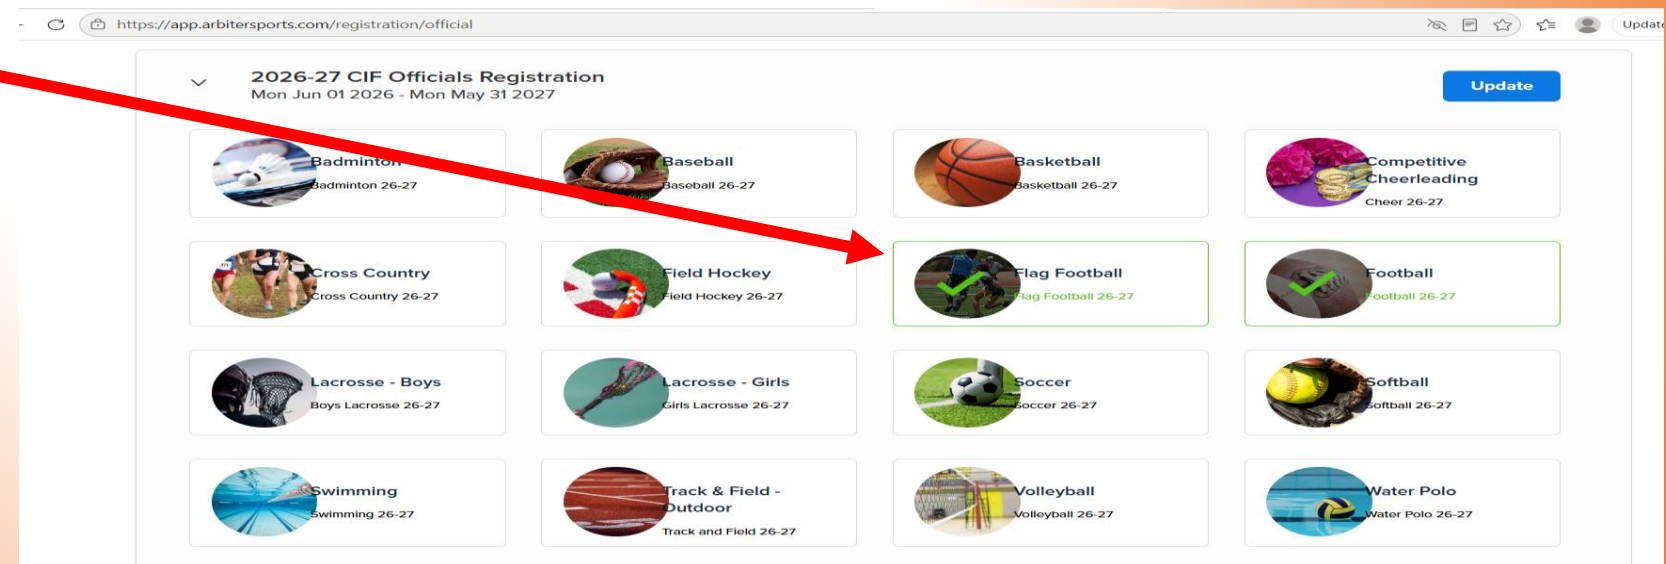 https://app.arbitersports.com/registration/official
Update
2026-27 CIF Officials Registration
Mon Jun 01 2026 - Mon May 31 2027
Update
Badminton
Badminton 26-27
Baseball
Baseball 26-27
Basketball
Basketball 26-27
Competitive
Cheerleading
Cheer 26-27
Cross Country
Cross Country 26-27
Field Hockey
Field Hockey 26-27
Flag Football
Flag Football 26-27
Football
Football 26-27
Lacrosse - Boys
Boys Lacrosse 26-27
Lacrosse - Girls
Girls Lacrosse 26-27
Soccer
Soccer 26-27
Softball
Softball 26-27
Swimming
Swimming 26-27
Track & Field -
Outdoor
Track and Field 26-27
Volleyball
Volleyball 26-27
Water Polo
Water Polo 26-27